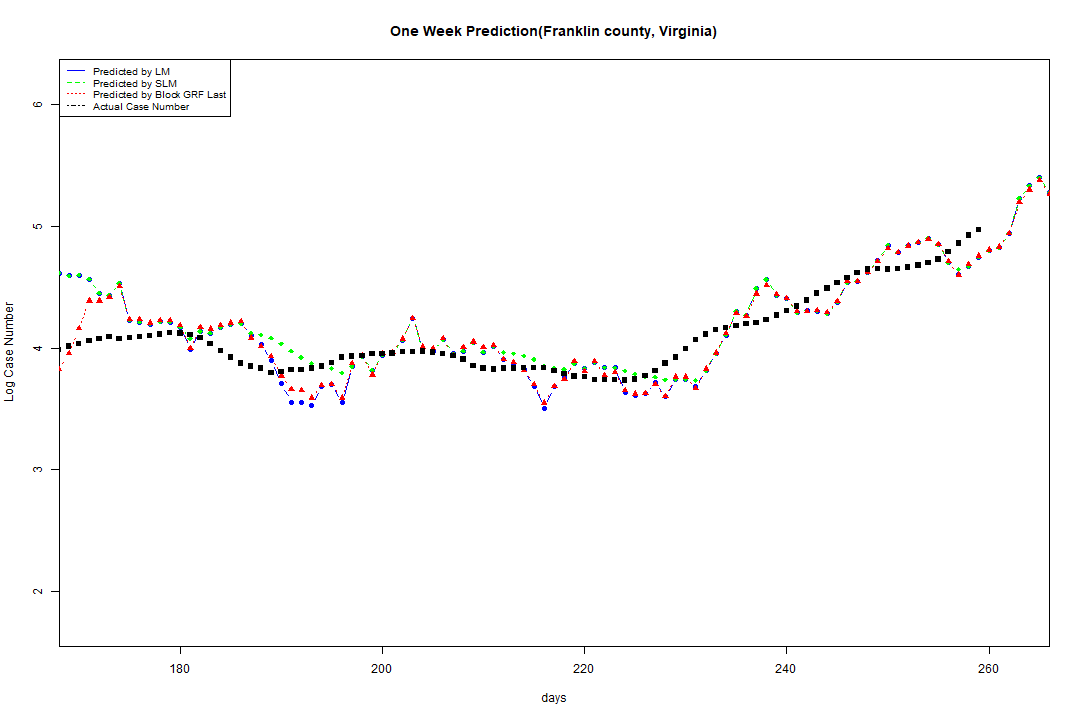 One Week Prediction(Franklin county, Virginia)
Predicted by LM
Predicted by SLM
Predicted by Block GRF Last
Actual Case Number
6
5
4
3
2
Log Case Number
180 200 220 240 260
days